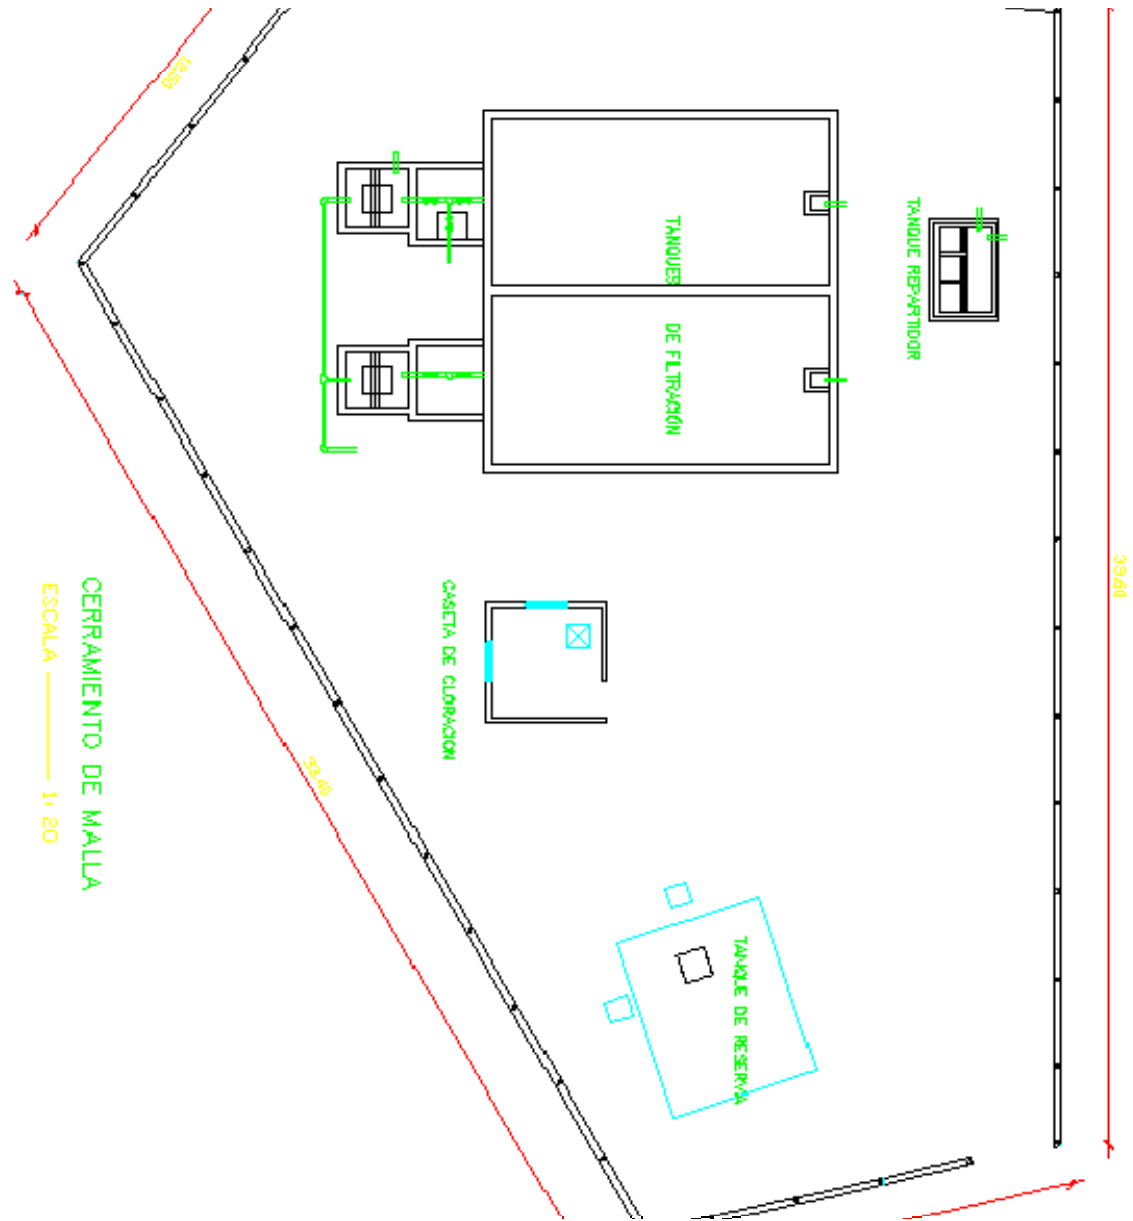 CERRAMIENTO DE MALLA
ESCALA 1: 20
TANQUES
DE FILTRACIÓN
TANQUE REPARTIDOR
CASETA DE CLORACION
TANQUE DE RESERVA
33.60
33.40